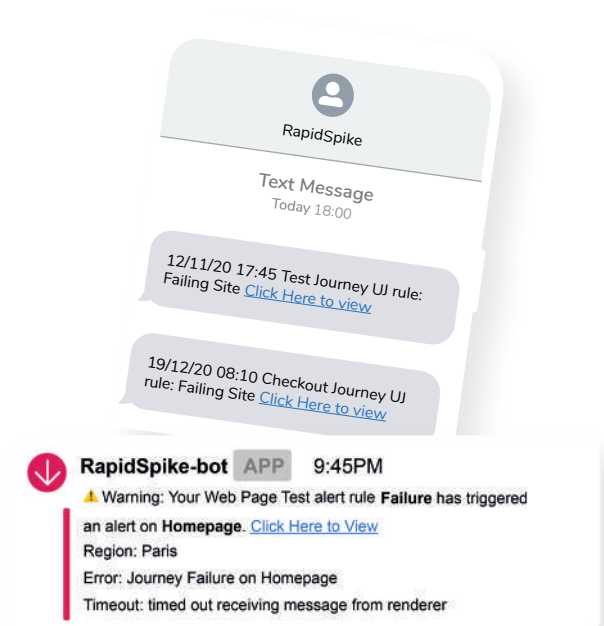 RapidSpike
Text Message
Today 18:00
12/11/20 17:45 Test Journey UJ rule:
Failing Site Click Here to view
19/12/20 08:10 Checkout Journey UJ
rule: Failing Site Click Here to view
RapidSpike-bot APP 9:45PM
Warning: Your Web Page Test alert rule Failure has triggered
an alert on Homepage. Click Here to View
Region: Paris
Error: Journey Failure on Homepage
Timeout: timed out receiving message from renderer